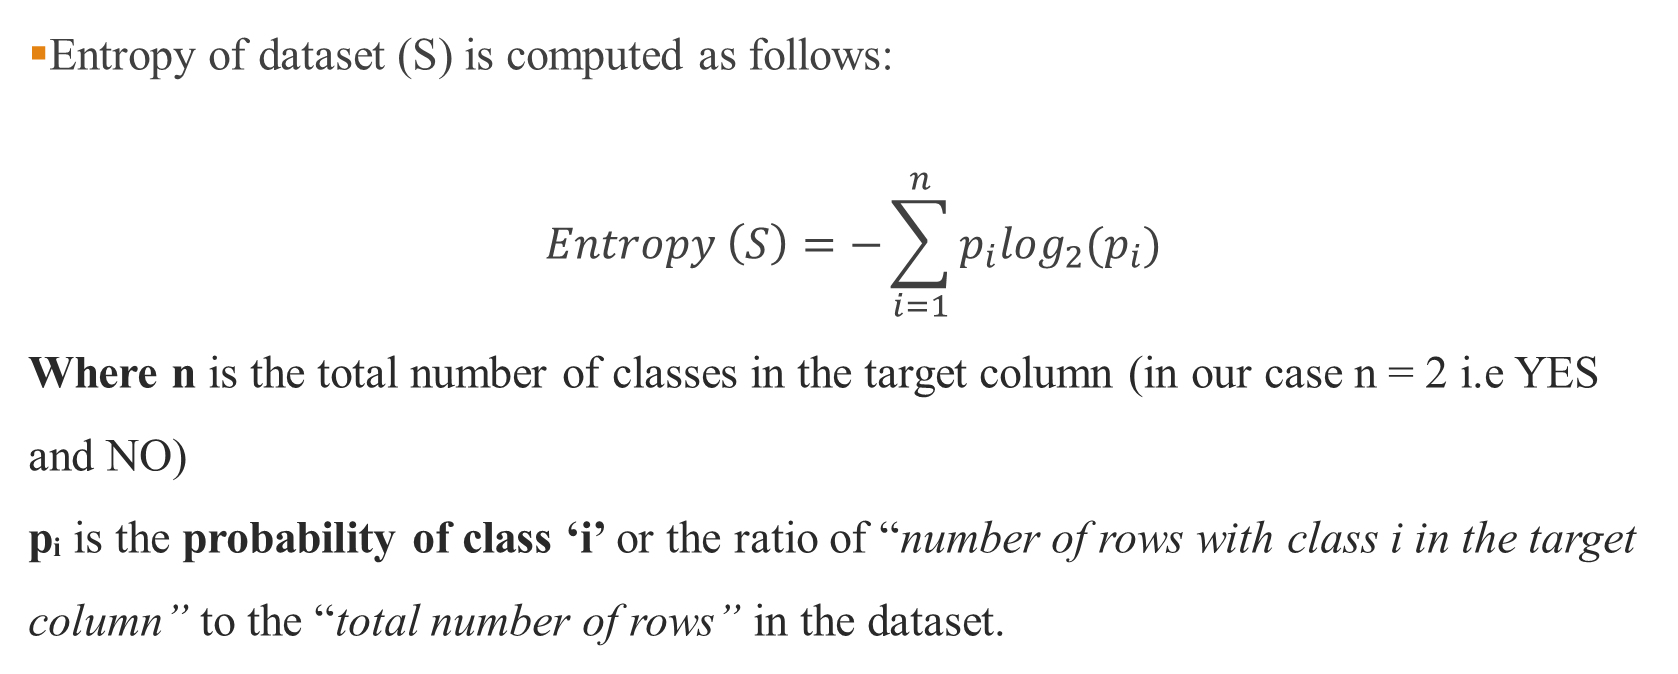 ▪Entropy of dataset (S) is computed as follows:
n
Entropy (S) = − ∑ pᵢlog₂(pᵢ)
i=1
Where n is the total number of classes in the target column (in our case n = 2 i.e YES
and NO)
pᵢ is the probability of class ‘i’ or the ratio of “number of rows with class i in the target
column” to the “total number of rows” in the dataset.